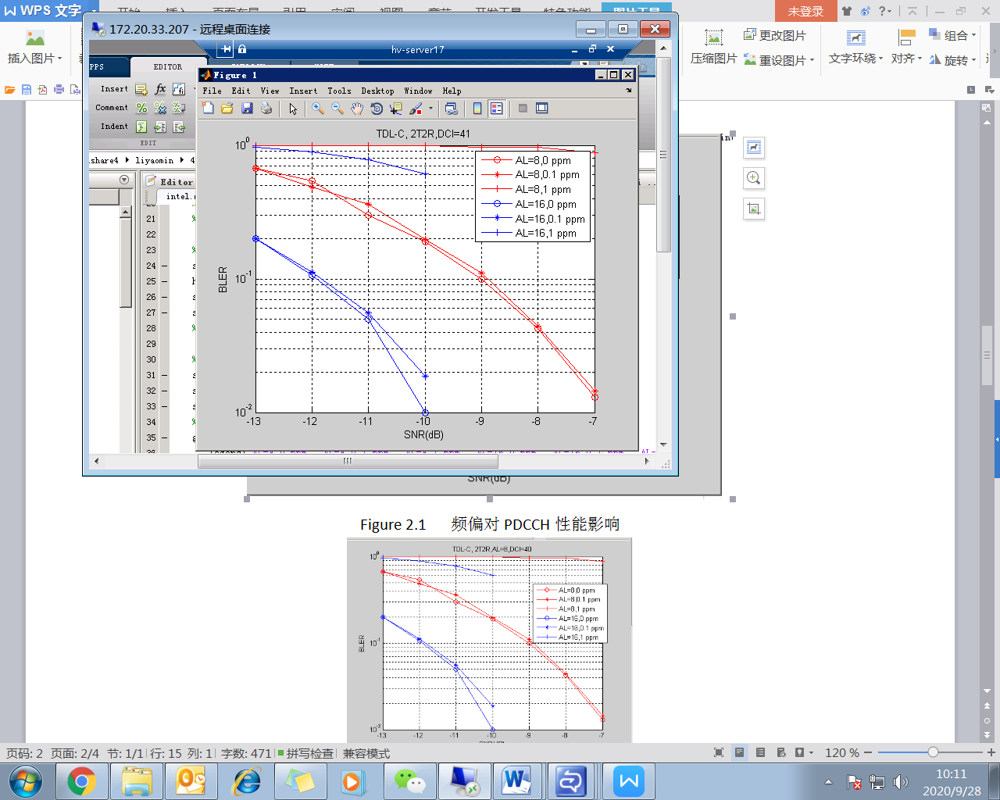 WPS 文字
未登录
172.20.33.207 - 远程桌面连接
插入图片
压缩图片
更改图片
重设图片
文字环绕
对齐
组合
旋转
hv-server17
PPS
EDITOR
Insert
Comment
Indent
EDIT
share4 ▸ liyaomin ▸ 4
Editor
intel.
21 %
22
23 %
24 – s
25 – h
26 – s
27 – s
28 %
29
30 %
31 – s
32 – s
33 – s
34 – %
35 – g
Figure 1
File Edit View Insert Tools Desktop Window Help
TDL-C, 2T2R,DCI=41
AL=8,0 ppm
AL=8,0.1 ppm
AL=8,1 ppm
AL=16,0 ppm
AL=16,0.1 ppm
AL=16,1 ppm
BLER
10^0
10^-1
10^-2
-13 -12 -11 -10 -9 -8 -7
SNR(dB)
SNR(dB)
Figure 2.1 频偏对 PDCCH 性能影响
TDL-C, 2T2R,AL=8,DCI=40
AL=8,0 ppm
AL=8,0.1 ppm
AL=8,1 ppm
AL=16,0 ppm
AL=16,0.1 ppm
AL=16,1 ppm
BLER
10^0
10^-1
10^-2
-13 -12 -11 -10 -9 -8 -7
页码: 2 页面: 2/4 节: 1/1 行: 15 列: 1 字数: 471 拼写检查 兼容模式
120 %
10:11
2020/9/28